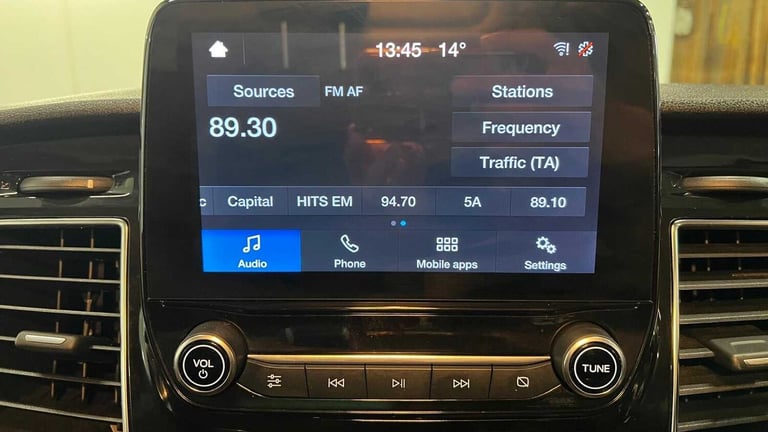 13:45 14°
Sources FM AF Stations
89.30 Frequency
Traffic (TA)
c Capital HITS EM 94.70 5A 89.10
Audio Phone Mobile apps Settings
VOL TUNE